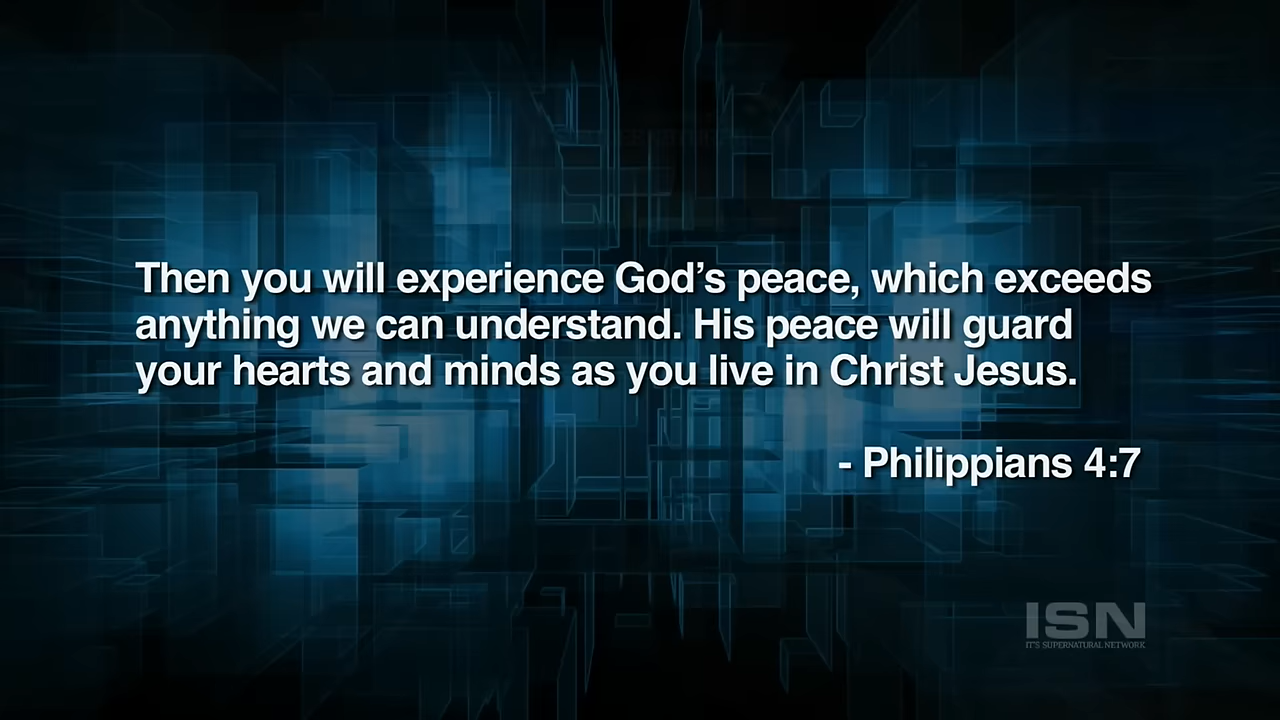 Then you will experience God’s peace, which exceeds
anything we can understand. His peace will guard
your hearts and minds as you live in Christ Jesus.
- Philippians 4:7
ISN
IT'S SUPERNATURAL NETWORK